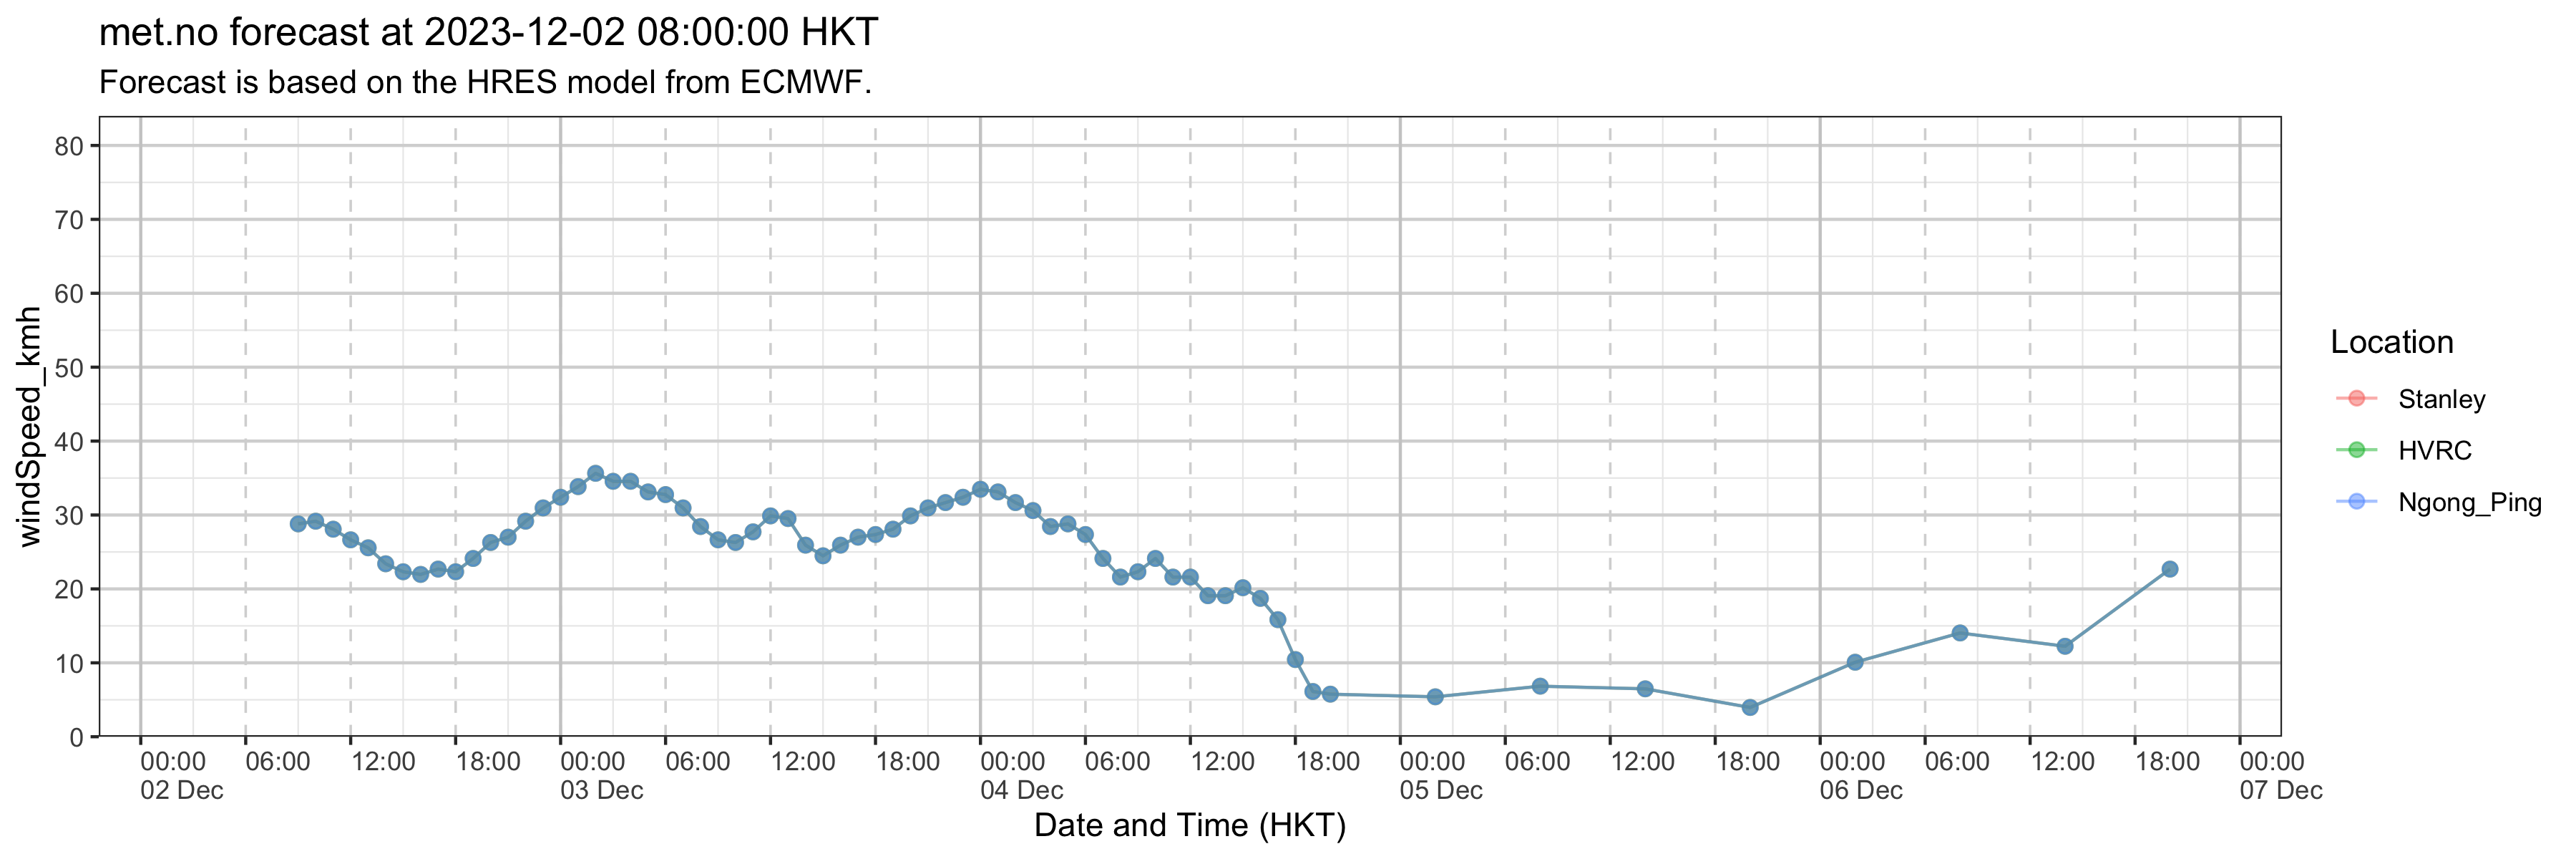 met.no forecast at 2023-12-02 08:00:00 HKT
Forecast is based on the HRES model from ECMWF.
windSpeed_kmh
80
70
60
50
40
30
20
10
0
00:00 06:00 12:00 18:00 00:00 06:00 12:00 18:00 00:00 06:00 12:00 18:00 00:00 06:00 12:00 18:00 00:00 06:00 12:00 18:00 00:00
02 Dec 03 Dec 04 Dec 05 Dec 06 Dec 07 Dec
Date and Time (HKT)
Location
Stanley
HVRC
Ngong_Ping